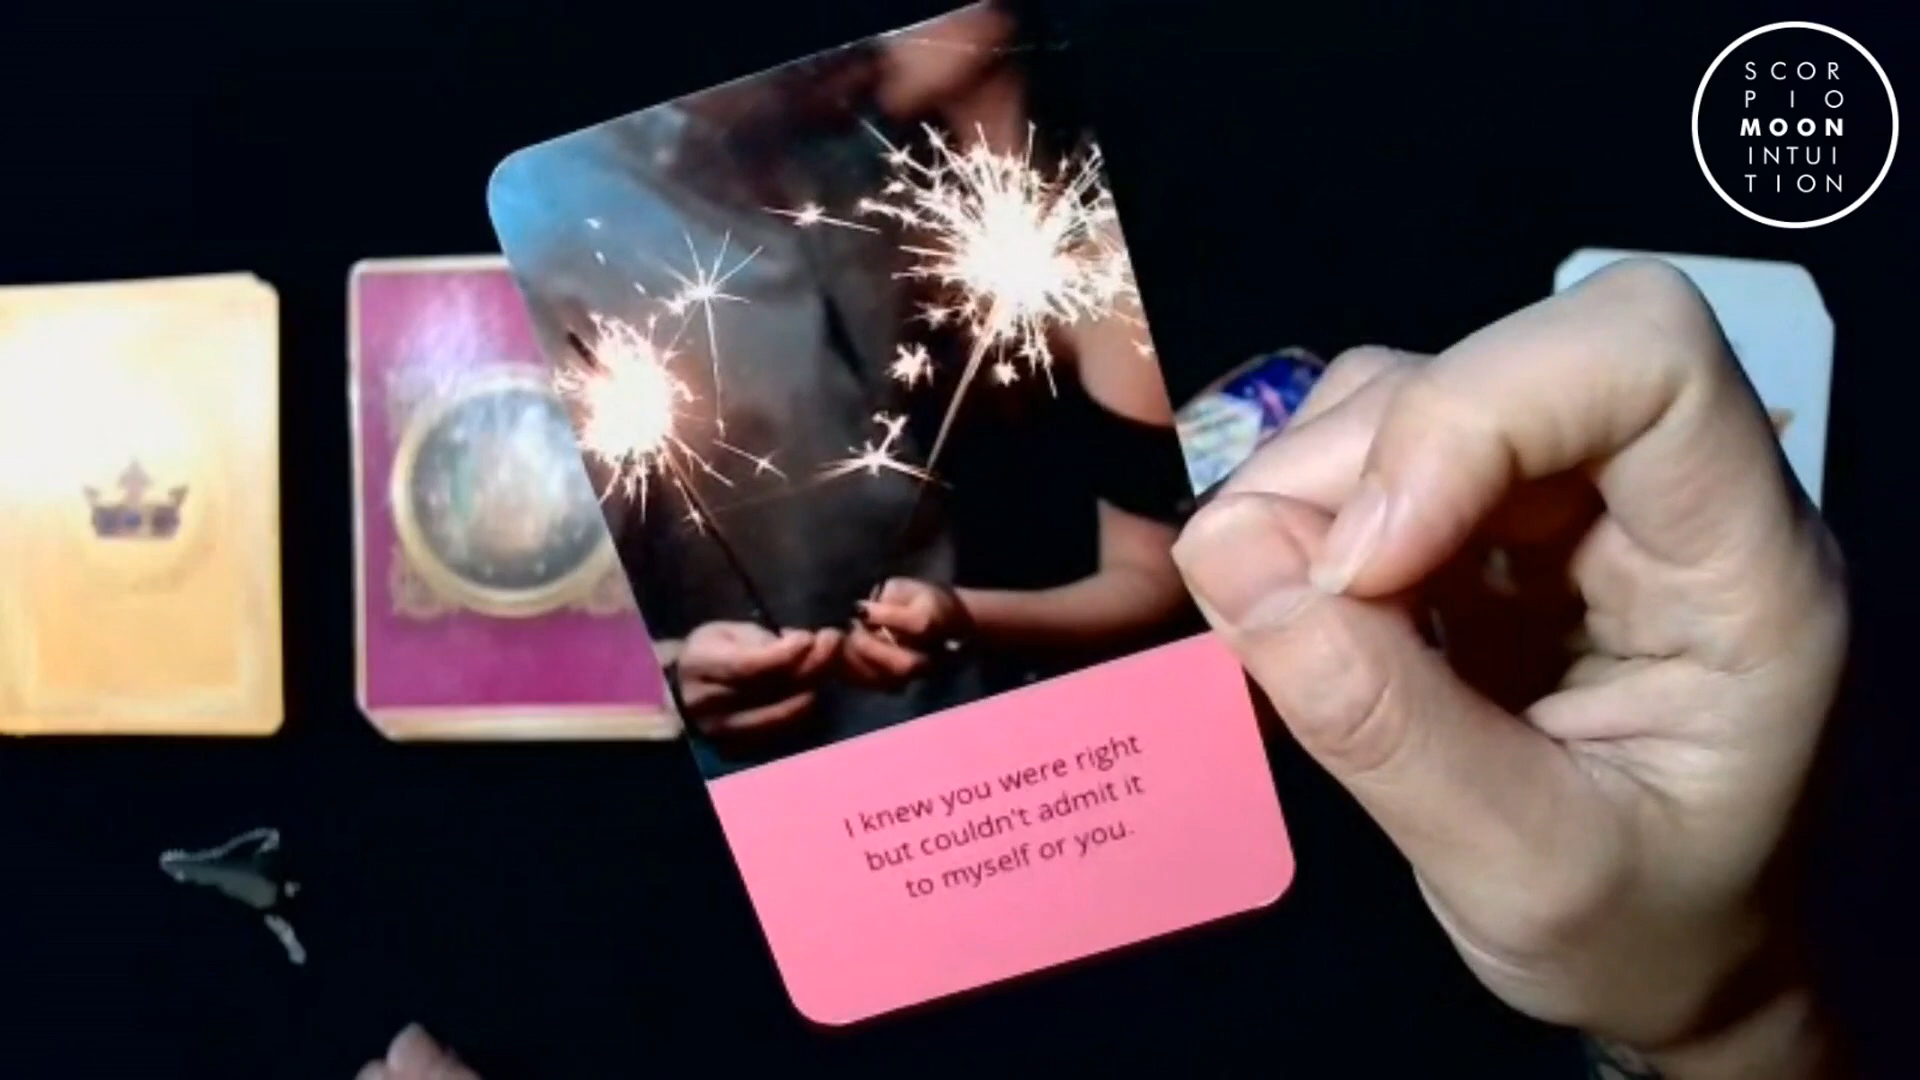 SCOR
PIO
MOON
INTUI
TION
I knew you were right
but couldn't admit it
to myself or you.